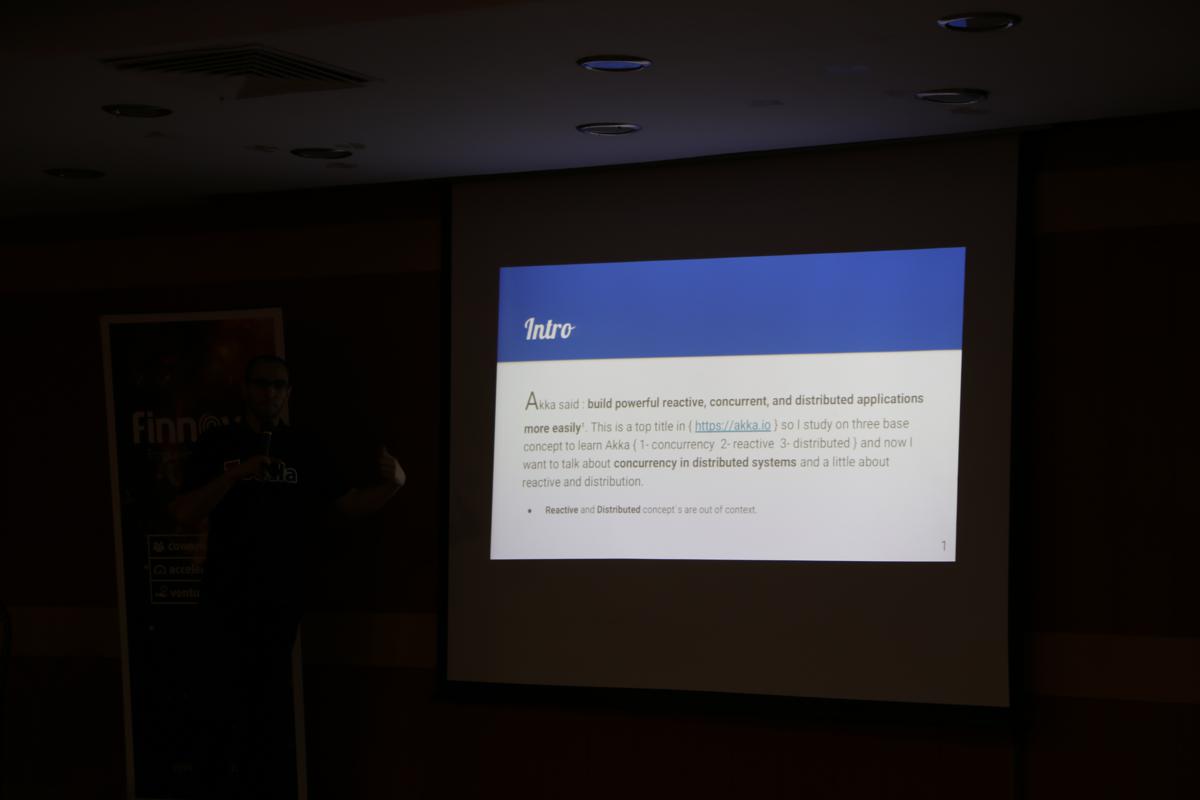 Intro
Akka said : build powerful reactive, concurrent, and distributed applications
more easily¹. This is a top title in { https://akka.io } so I study on three base
concept to learn Akka { 1- concurrency 2- reactive 3- distributed } and now I
want to talk about concurrency in distributed systems and a little about
reactive and distribution.
• Reactive and Distributed concept`s are out of context.
1